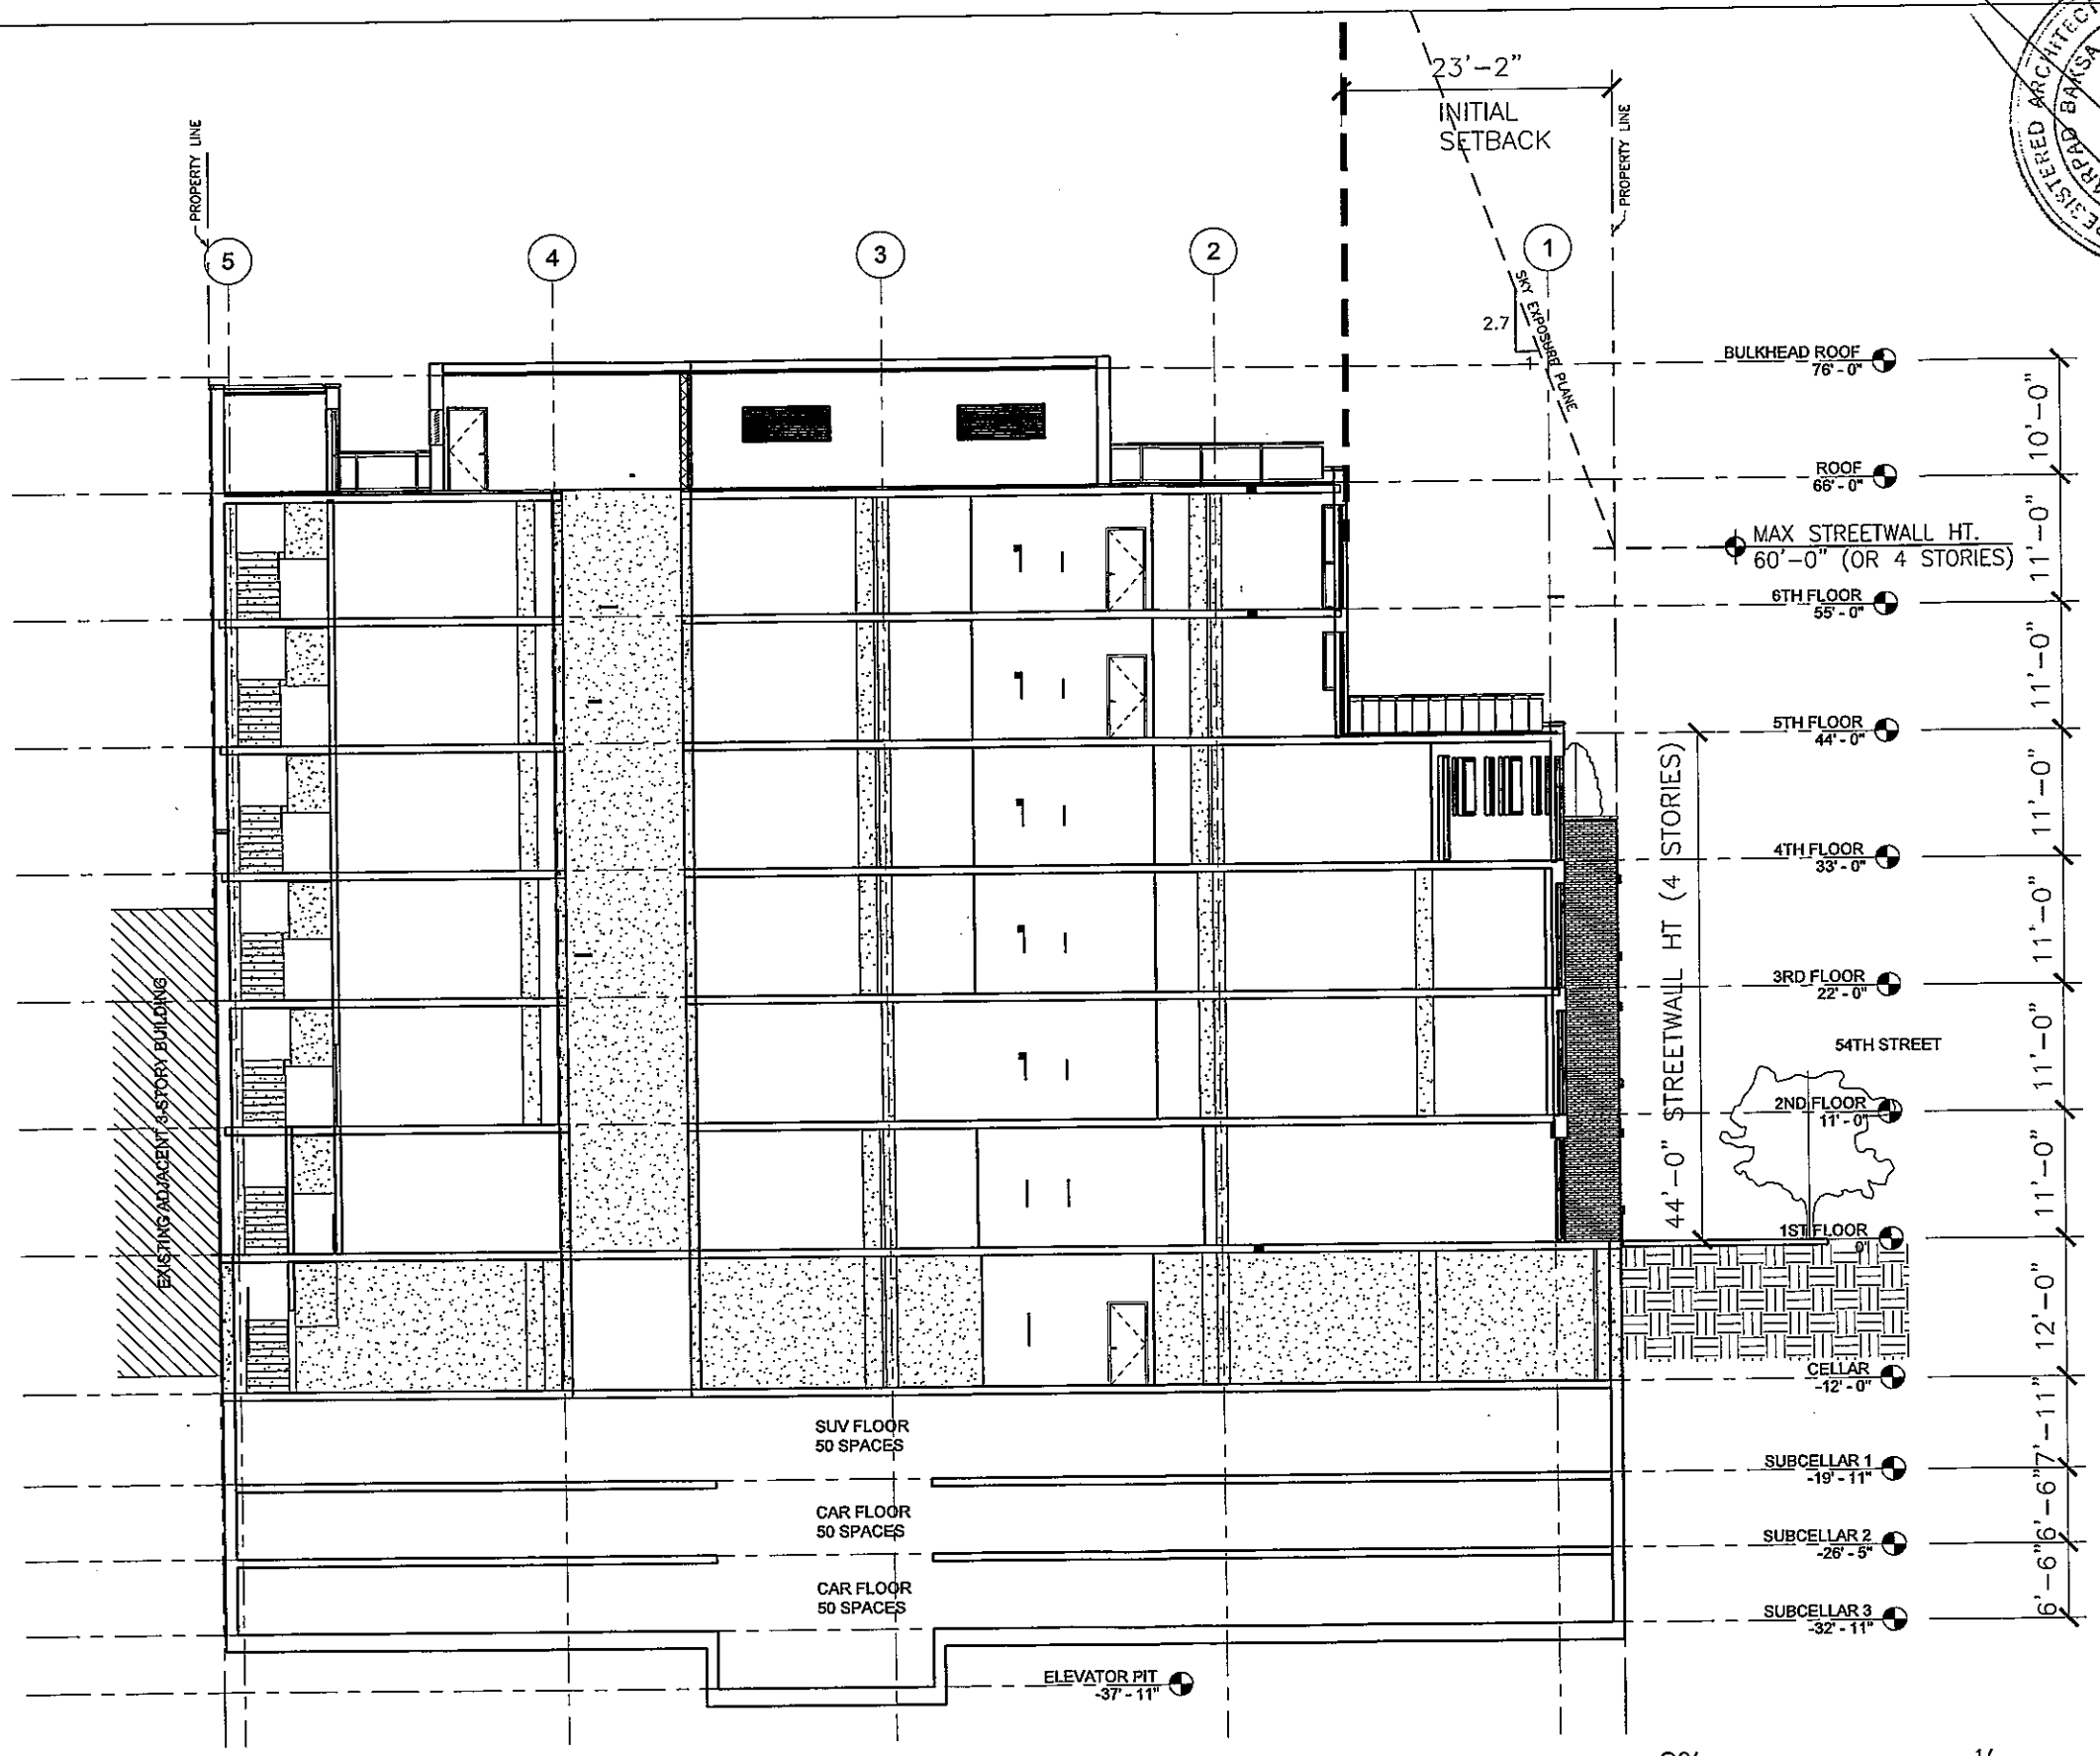 REGISTERED ARCHITECT
ARPAD BAKSA
23'-2"
INITIAL
SETBACK
PROPERTY LINE
PROPERTY LINE
5
4
3
2
1
SKY EXPOSURE PLANE
2.7
1
BULKHEAD ROOF
76'-0"
10'-0"
ROOF
66'-0"
11'-0"
MAX STREETWALL HT.
60'-0" (OR 4 STORIES)
6TH FLOOR
55'-0"
11'-0"
5TH FLOOR
44'-0"
11'-0"
4TH FLOOR
33'-0"
11'-0"
3RD FLOOR
22'-0"
11'-0"
54TH STREET
2ND FLOOR
11'-0"
11'-0"
44'-0" STREETWALL HT (4 STORIES)
1ST FLOOR
0"
12'-0"
EXISTING ADJACENT 3-STORY BUILDING
CELLAR
-12'-0"
7'-11"
SUV FLOOR
50 SPACES
SUBCELLAR 1
-19'-11"
6'-6"
CAR FLOOR
50 SPACES
SUBCELLAR 2
-26'-5"
6'-6"
CAR FLOOR
50 SPACES
SUBCELLAR 3
-32'-11"
ELEVATOR PIT
-37'-11"